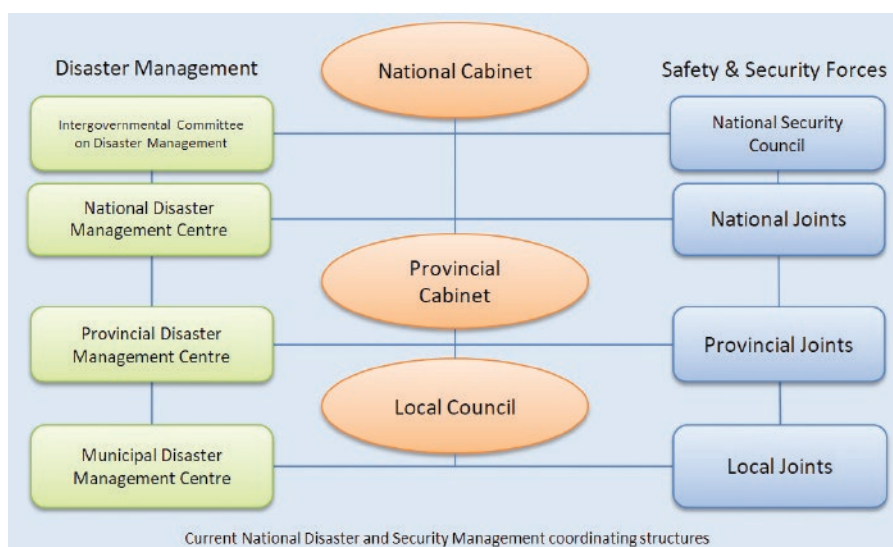 Disaster Management
National Cabinet
Safety & Security Forces
Intergovernmental Committee
on Disaster Management
National Security
Council
National Disaster
Management Centre
National Joints
Provincial
Cabinet
Provincial Disaster
Management Centre
Provincial Joints
Local Council
Municipal Disaster
Management Centre
Local Joints
Current National Disaster and Security Management coordinating structures